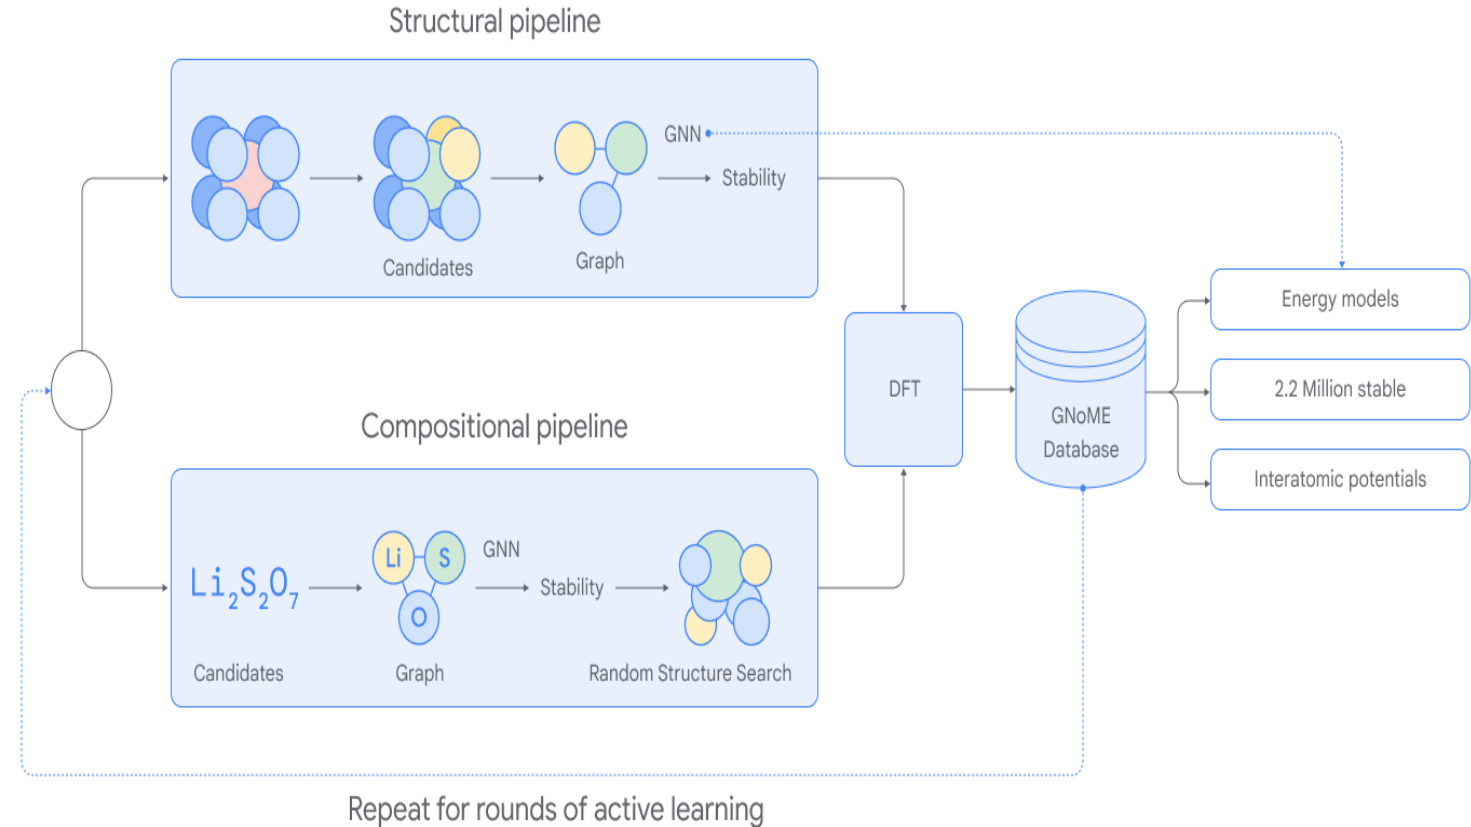 Structural pipeline
GNN
Stability
Candidates
Graph
Energy models
DFT
2.2 Million stable
GNoME
Database
Interatomic potentials
Compositional pipeline
Li
S
GNN
Li₂S₂O₇
Stability
O
Candidates
Graph
Random Structure Search
Repeat for rounds of active learning